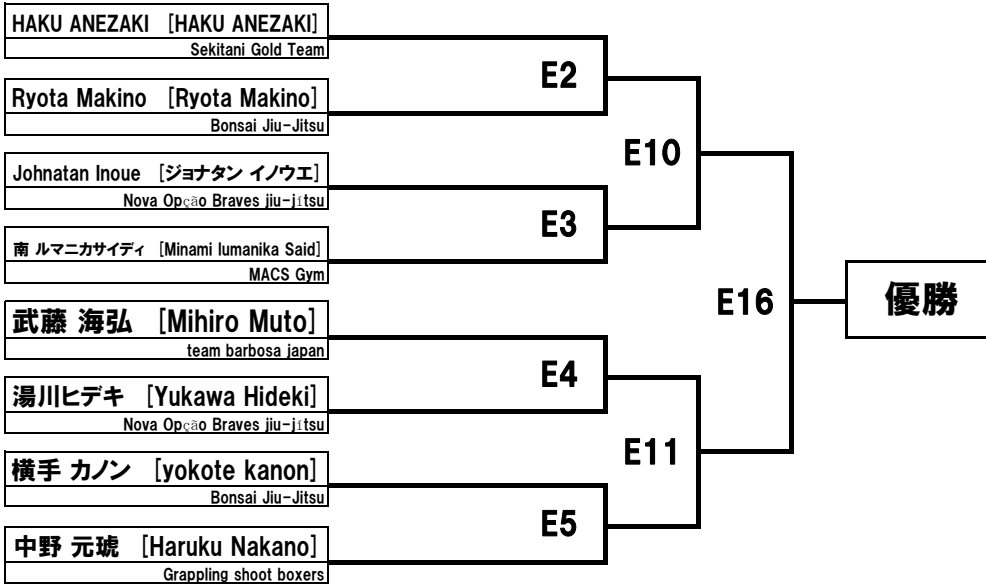 HAKU ANEZAKI [HAKU ANEZAKI]
Sekitani Gold Team
E2
Ryota Makino [Ryota Makino]
Bonsai Jiu-Jitsu
E10
Johnatan Inoue [ジョナタン イノウエ]
Nova Opção Braves jiu-jítsu
E3
南 ルマニカサイディ [Minami lumanika Said]
MACS Gym
E16
優勝
武藤 海弘 [Mihiro Muto]
team barbosa japan
E4
湯川ヒデキ [Yukawa Hideki]
Nova Opção Braves jiu-jítsu
E11
横手 カノン [yokote kanon]
Bonsai Jiu-Jitsu
E5
中野 元琥 [Haruku Nakano]
Grappling shoot boxers